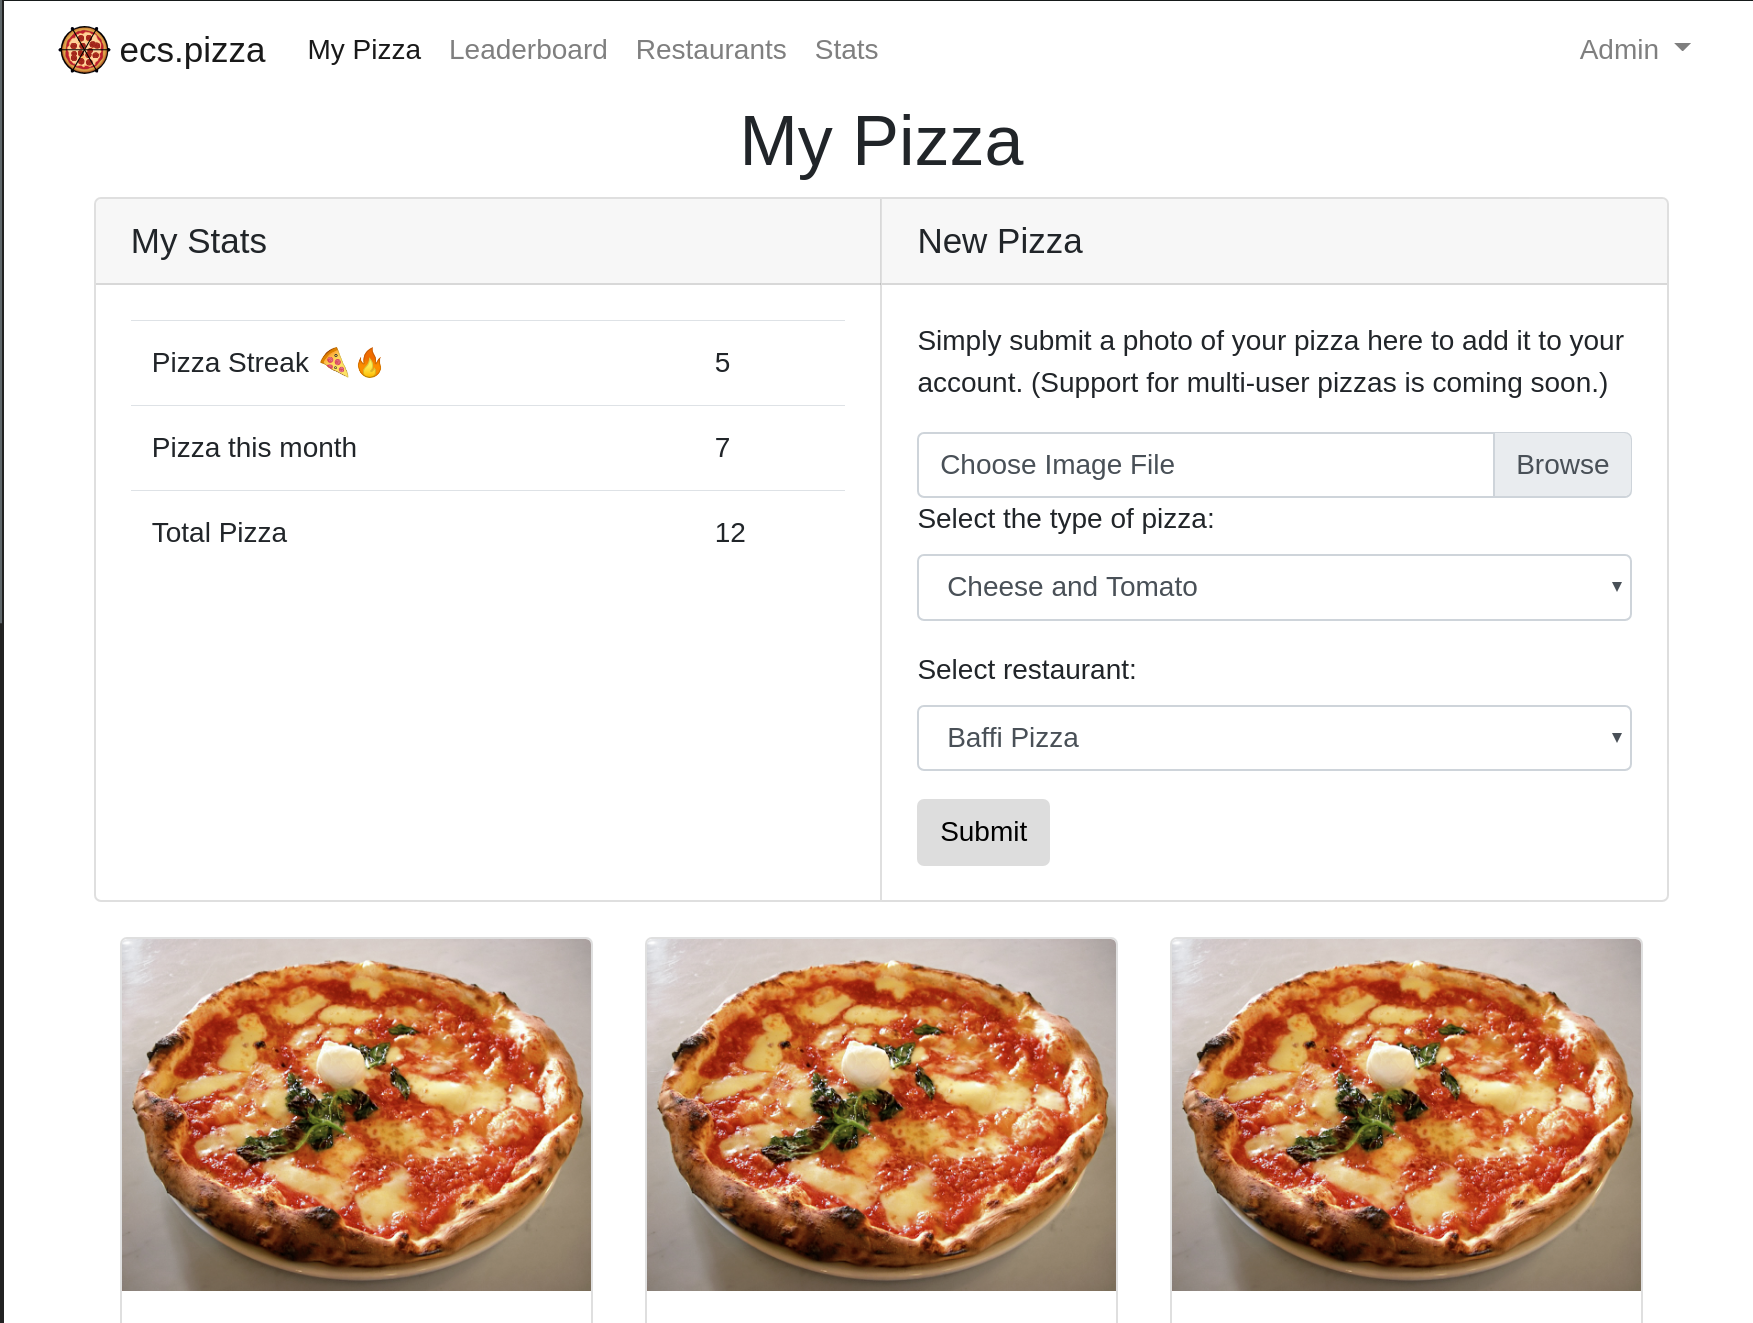 ecs.pizza My Pizza Leaderboard Restaurants Stats Admin
My Pizza
My Stats
Pizza Streak 🍕🔥 5
Pizza this month 7
Total Pizza 12
New Pizza
Simply submit a photo of your pizza here to add it to your
account. (Support for multi-user pizzas is coming soon.)
Choose Image File Browse
Select the type of pizza:
Cheese and Tomato
Select restaurant:
Baffi Pizza
Submit